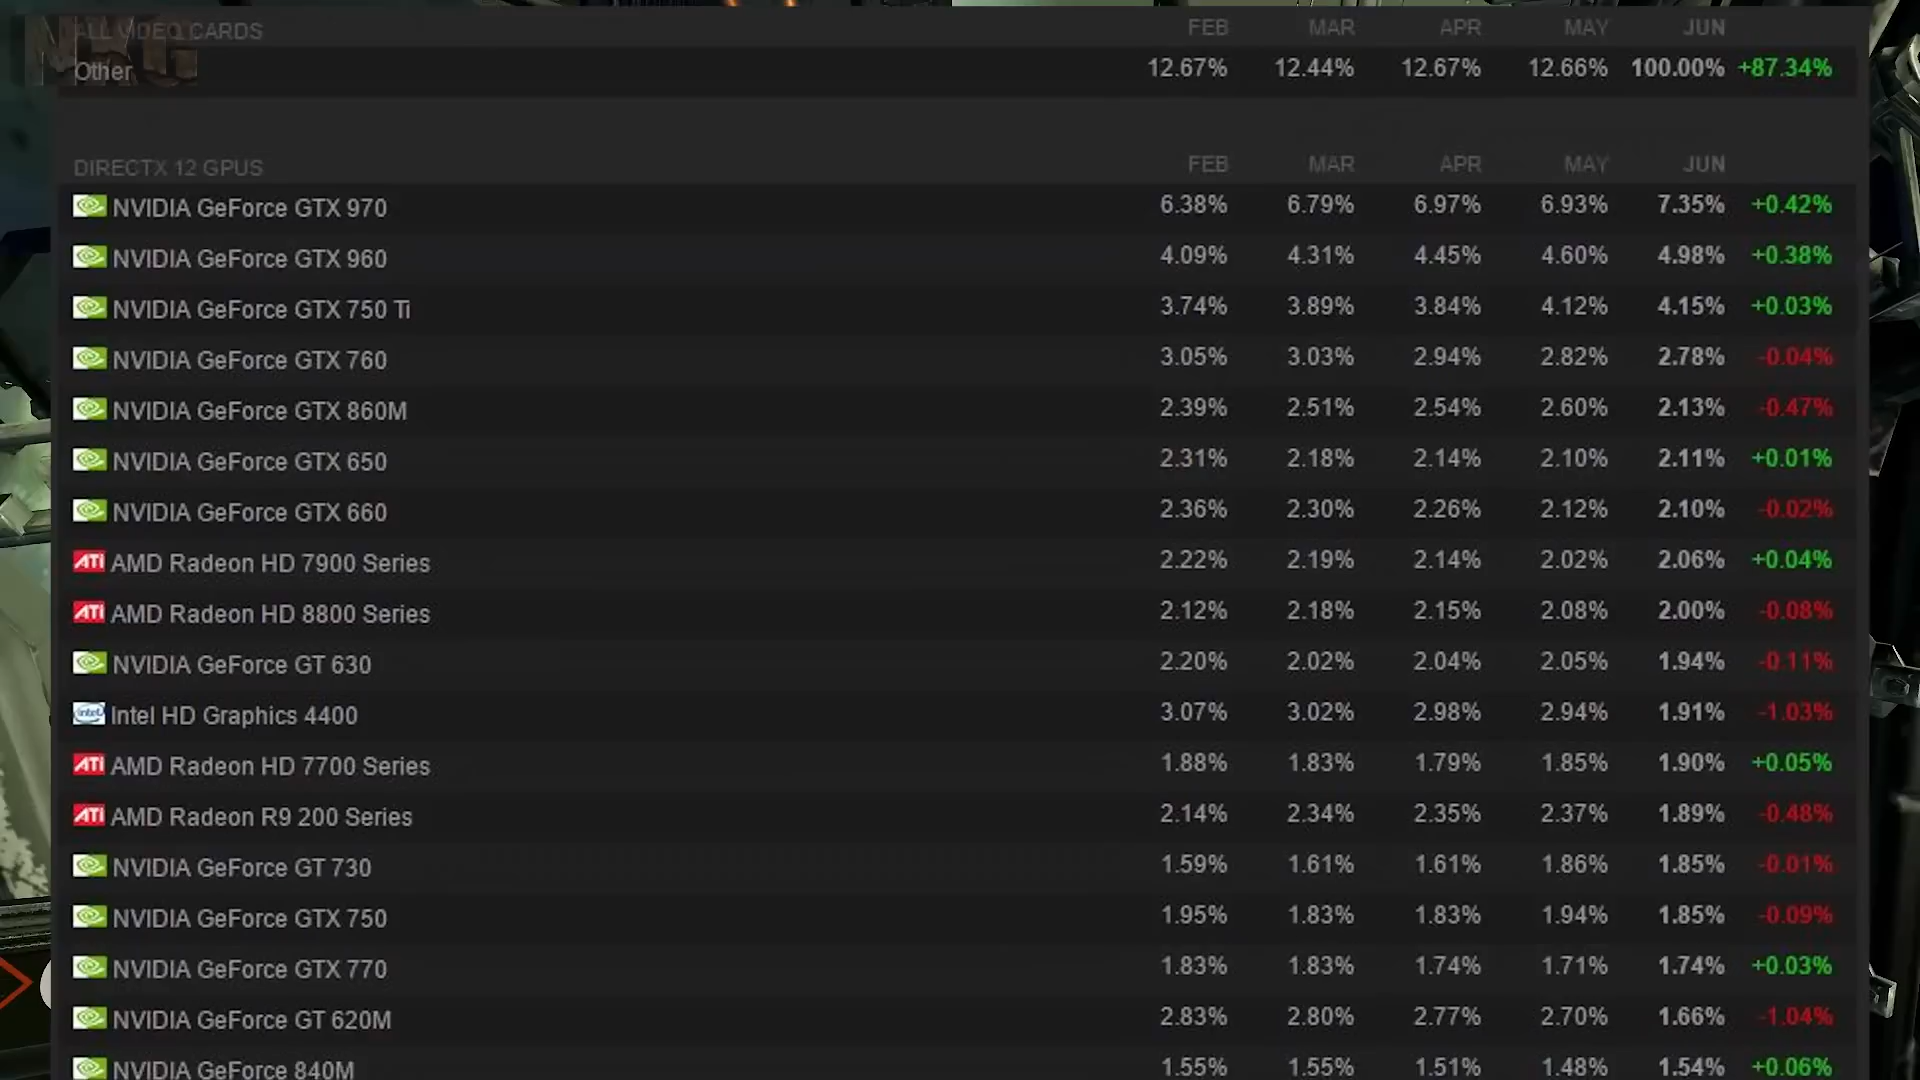 ALL VIDEO CARDS FEB MAR APR MAY JUN
Other 12.67% 12.44% 12.67% 12.66% 100.00% +87.34%
DIRECTX 12 GPUS FEB MAR APR MAY JUN
NVIDIA GeForce GTX 970 6.38% 6.79% 6.97% 6.93% 7.35% +0.42%
NVIDIA GeForce GTX 960 4.09% 4.31% 4.45% 4.60% 4.98% +0.38%
NVIDIA GeForce GTX 750 Ti 3.74% 3.89% 3.84% 4.12% 4.15% +0.03%
NVIDIA GeForce GTX 760 3.05% 3.03% 2.94% 2.82% 2.78% -0.04%
NVIDIA GeForce GTX 860M 2.39% 2.51% 2.54% 2.60% 2.13% -0.47%
NVIDIA GeForce GTX 650 2.31% 2.18% 2.14% 2.10% 2.11% +0.01%
NVIDIA GeForce GTX 660 2.36% 2.30% 2.26% 2.12% 2.10% -0.02%
ATI AMD Radeon HD 7900 Series 2.22% 2.19% 2.14% 2.02% 2.06% +0.04%
ATI AMD Radeon HD 8800 Series 2.12% 2.18% 2.15% 2.08% 2.00% -0.08%
NVIDIA GeForce GT 630 2.20% 2.02% 2.04% 2.05% 1.94% -0.11%
intel Intel HD Graphics 4400 3.07% 3.02% 2.98% 2.94% 1.91% -1.03%
ATI AMD Radeon HD 7700 Series 1.88% 1.83% 1.79% 1.85% 1.90% +0.05%
ATI AMD Radeon R9 200 Series 2.14% 2.34% 2.35% 2.37% 1.89% -0.48%
NVIDIA GeForce GT 730 1.59% 1.61% 1.61% 1.86% 1.85% -0.01%
NVIDIA GeForce GTX 750 1.95% 1.83% 1.83% 1.94% 1.85% -0.09%
NVIDIA GeForce GTX 770 1.83% 1.83% 1.74% 1.71% 1.74% +0.03%
NVIDIA GeForce GT 620M 2.83% 2.80% 2.77% 2.70% 1.66% -1.04%
NVIDIA GeForce 840M 1.55% 1.55% 1.51% 1.48% 1.54% +0.06%